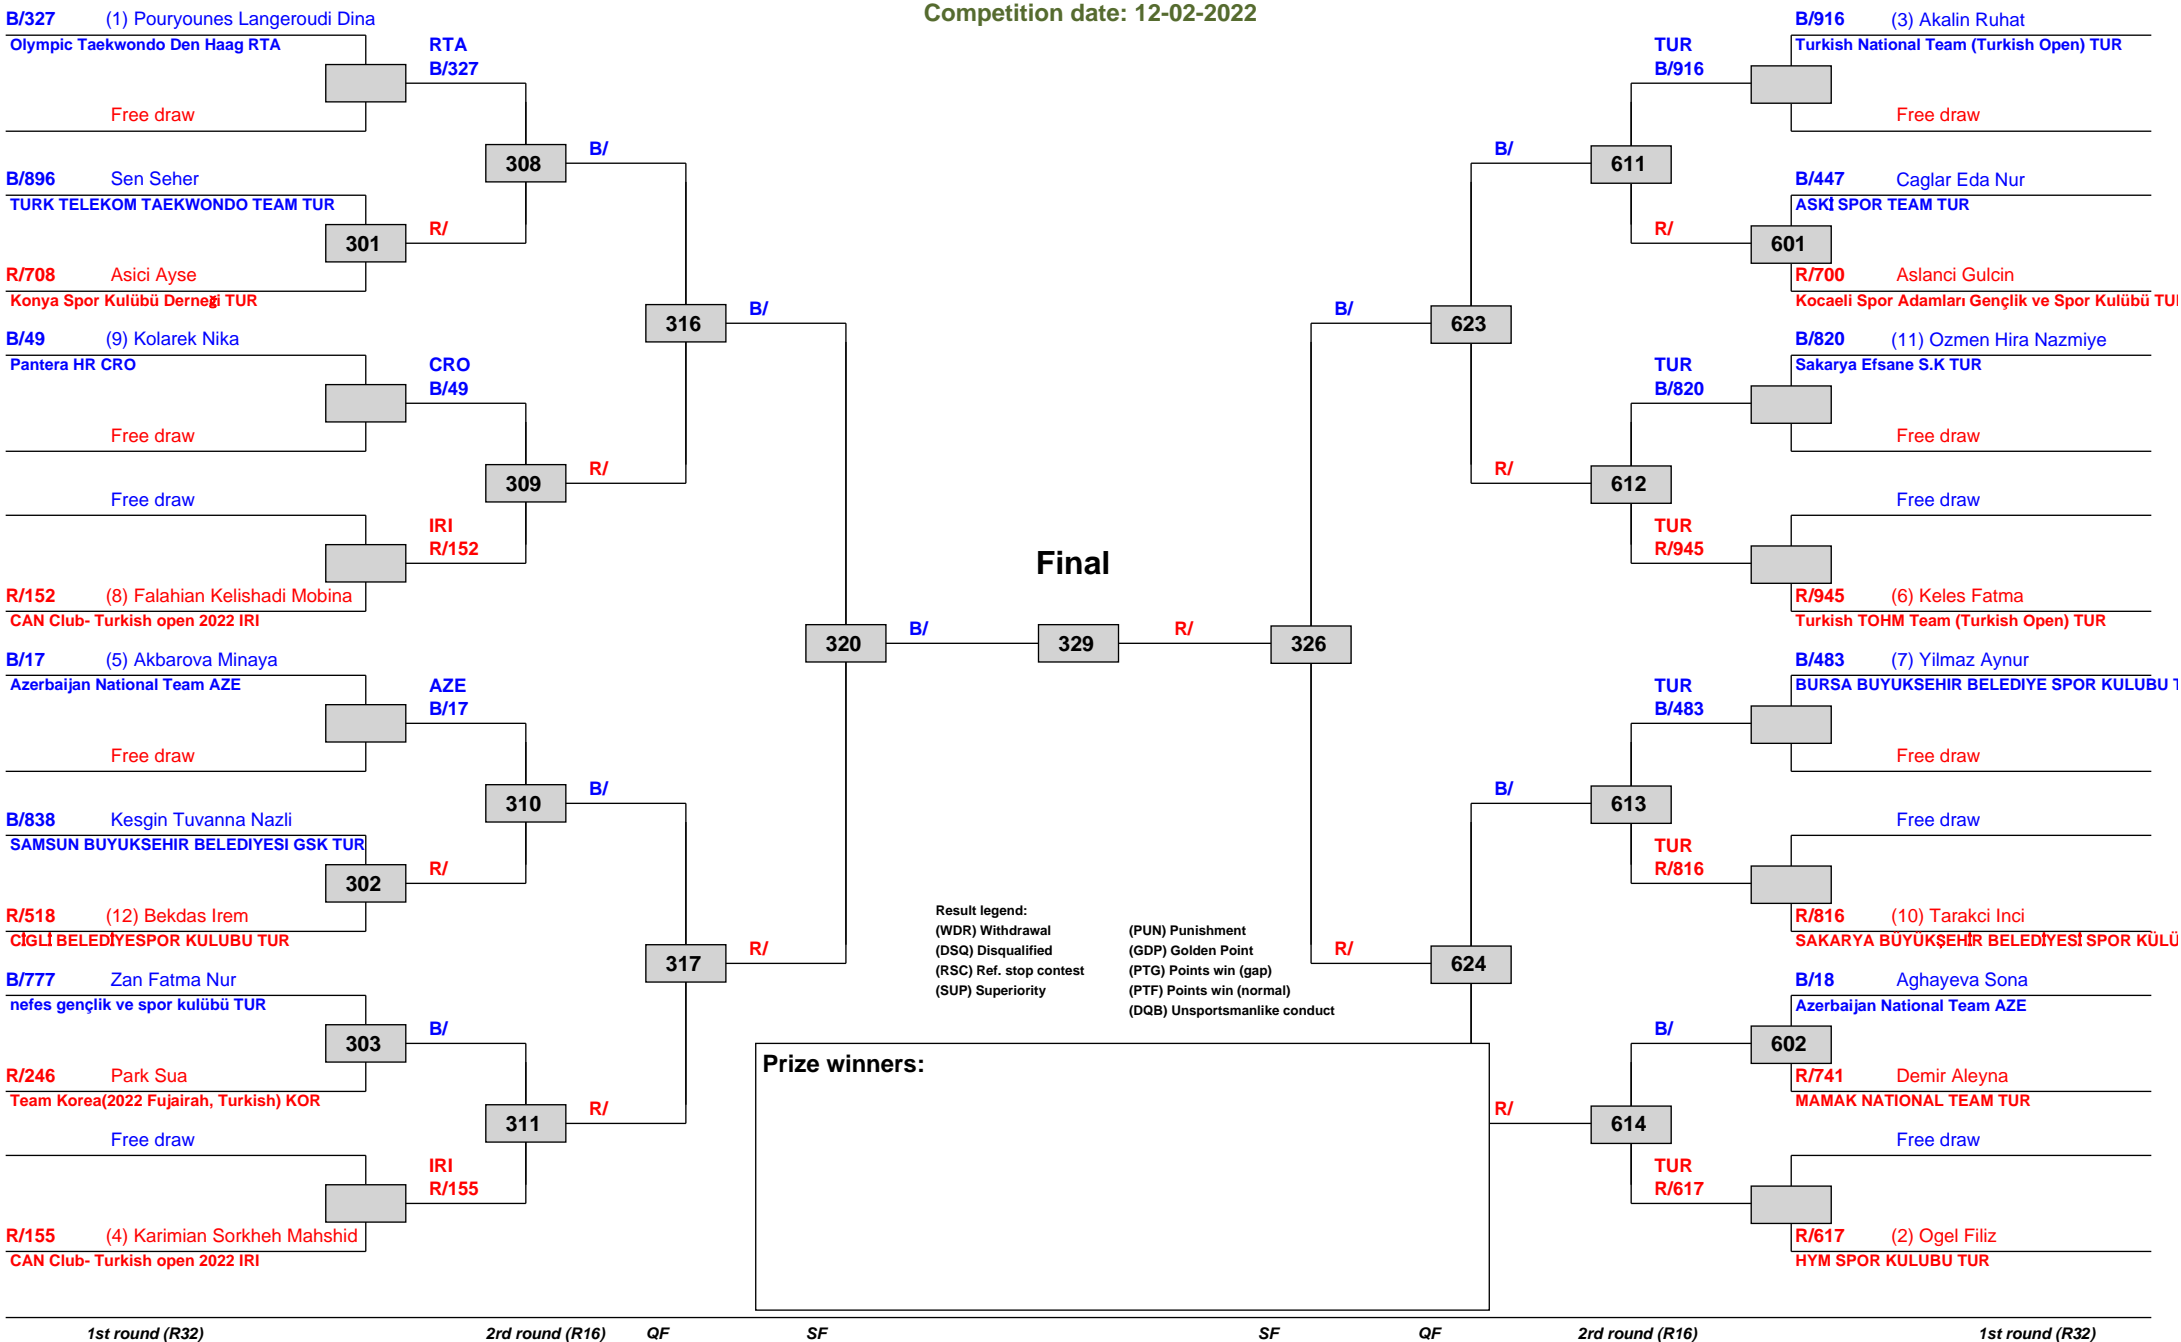 Competition date: 12-02-2022
B/327 (1) Pouryounes Langeroudi Dina
Olympic Taekwondo Den Haag RTA
RTA
B/327
Free draw
308
B/
B/896 Sen Seher
TURK TELEKOM TAEKWONDO TEAM TUR
301
R/
R/708 Asici Ayse
Konya Spor Kulübü Derneği TUR
316
B/
B/49 (9) Kolarek Nika
Pantera HR CRO
CRO
B/49
Free draw
309
R/
Free draw
IRI
R/152
R/152 (8) Falahian Kelishadi Mobina
CAN Club- Turkish open 2022 IRI
320
B/
B/17 (5) Akbarova Minaya
Azerbaijan National Team AZE
AZE
B/17
Free draw
310
B/
B/838 Kesgin Tuvanna Nazli
SAMSUN BUYUKSEHIR BELEDIYESI GSK TUR
302
R/
R/518 (12) Bekdas Irem
CİGLİ BELEDİYESPOR KULUBU TUR
317
R/
B/777 Zan Fatma Nur
nefes gençlik ve spor kulübü TUR
303
B/
R/246 Park Sua
Team Korea(2022 Fujairah, Turkish) KOR
311
R/
Free draw
IRI
R/155
R/155 (4) Karimian Sorkheh Mahshid
CAN Club- Turkish open 2022 IRI
Final
329
R/
326
Result legend:
(WDR) Withdrawal
(DSQ) Disqualified
(RSC) Ref. stop contest
(SUP) Superiority
(PUN) Punishment
(GDP) Golden Point
(PTG) Points win (gap)
(PTF) Points win (normal)
(DQB) Unsportsmanlike conduct
Prize winners:
B/916 (3) Akalin Ruhat
Turkish National Team (Turkish Open) TUR
TUR
B/916
Free draw
B/
611
B/447 Caglar Eda Nur
ASKİ SPOR TEAM TUR
R/
601
R/700 Aslanci Gulcin
Kocaeli Spor Adamları Gençlik ve Spor Kulübü
B/
623
B/820 (11) Ozmen Hira Nazmiye
Sakarya Efsane S.K TUR
TUR
B/820
Free draw
R/
612
Free draw
TUR
R/945
R/945 (6) Keles Fatma
Turkish TOHM Team (Turkish Open) TUR
B/483 (7) Yilmaz Aynur
BURSA BUYUKSEHIR BELEDIYE SPOR KULUBU
TUR
B/483
Free draw
B/
613
Free draw
TUR
R/816
R/816 (10) Tarakci Inci
SAKARYA BÜYÜKŞEHİR BELEDİYESİ SPOR
R/
624
B/18 Aghayeva Sona
Azerbaijan National Team AZE
B/
602
R/741 Demir Aleyna
MAMAK NATIONAL TEAM TUR
R/
614
Free draw
TUR
R/617
R/617 (2) Ogel Filiz
HYM SPOR KULUBU TUR
1st round (R32) 2rd round (R16) QF SF SF QF 2rd round (R16) 1st round (R32)